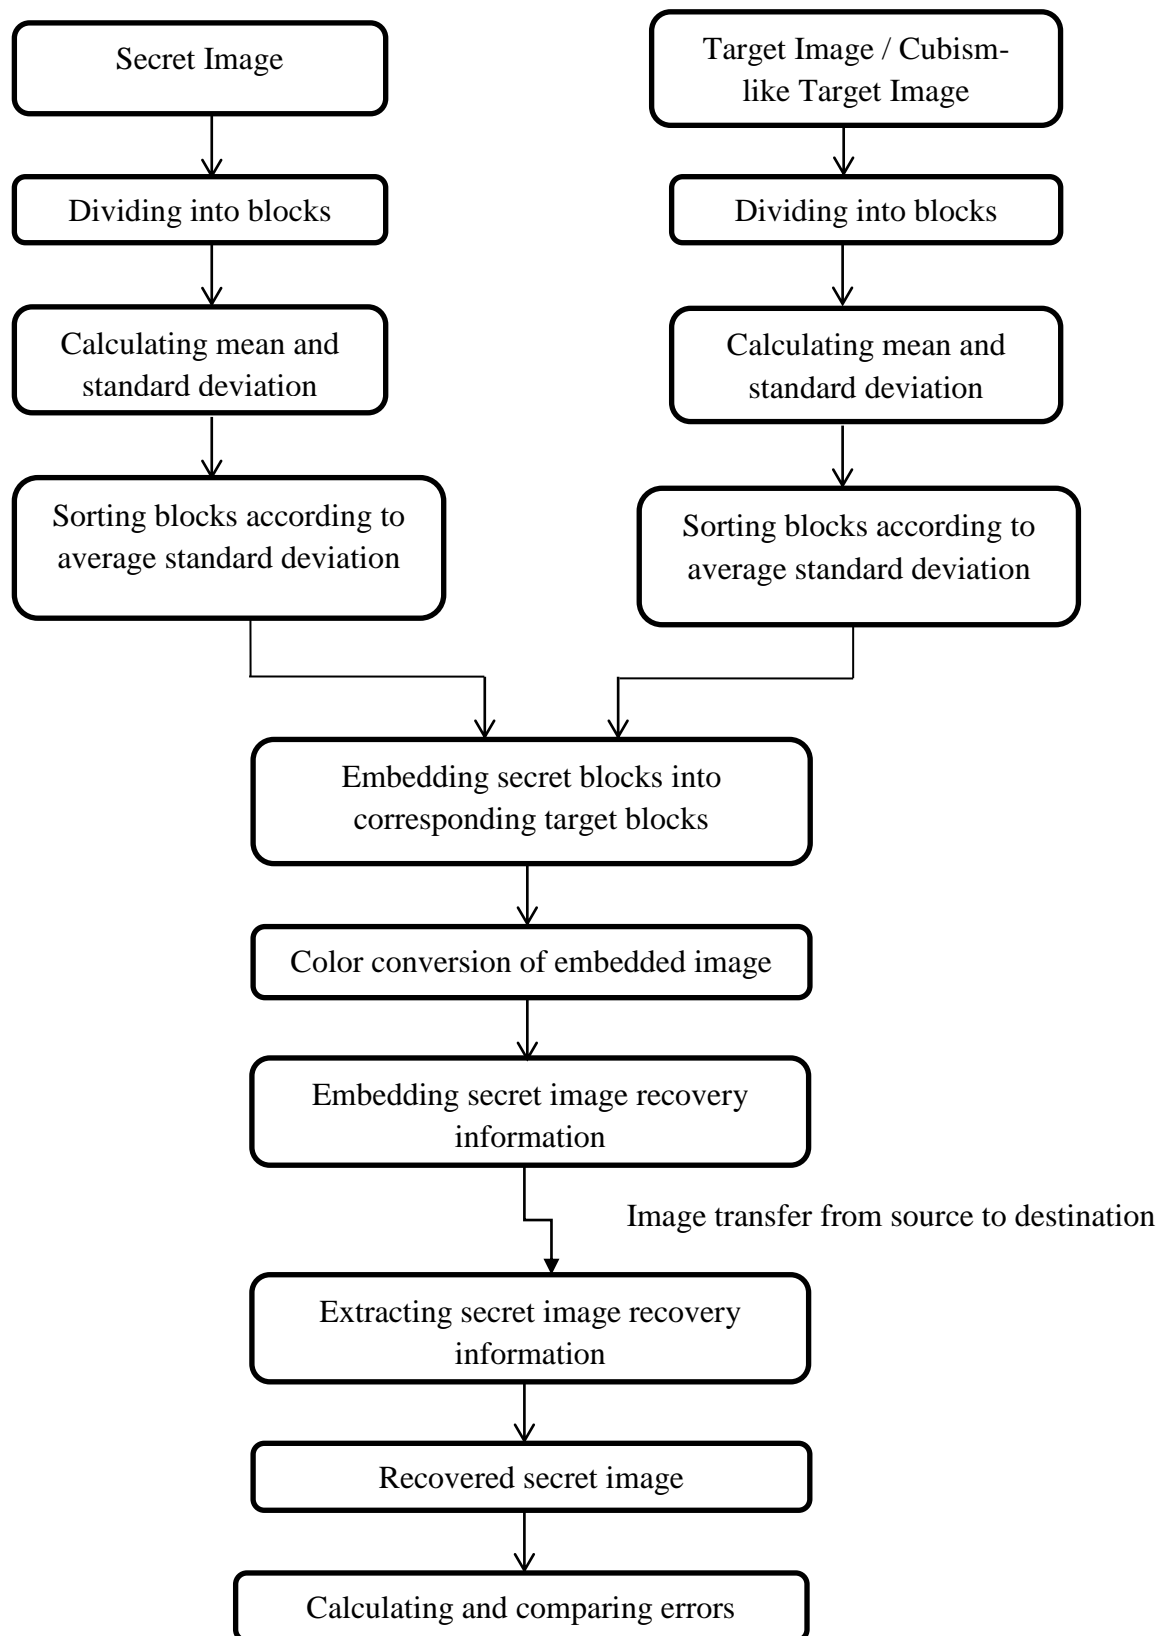 Secret Image
Target Image / Cubism-
like Target Image
Dividing into blocks
Dividing into blocks
Calculating mean and
standard deviation
Calculating mean and
standard deviation
Sorting blocks according to
average standard deviation
Sorting blocks according to
average standard deviation
Embedding secret blocks into
corresponding target blocks
Color conversion of embedded image
Embedding secret image recovery
information
Image transfer from source to destination
Extracting secret image recovery
information
Recovered secret image
Calculating and comparing errors